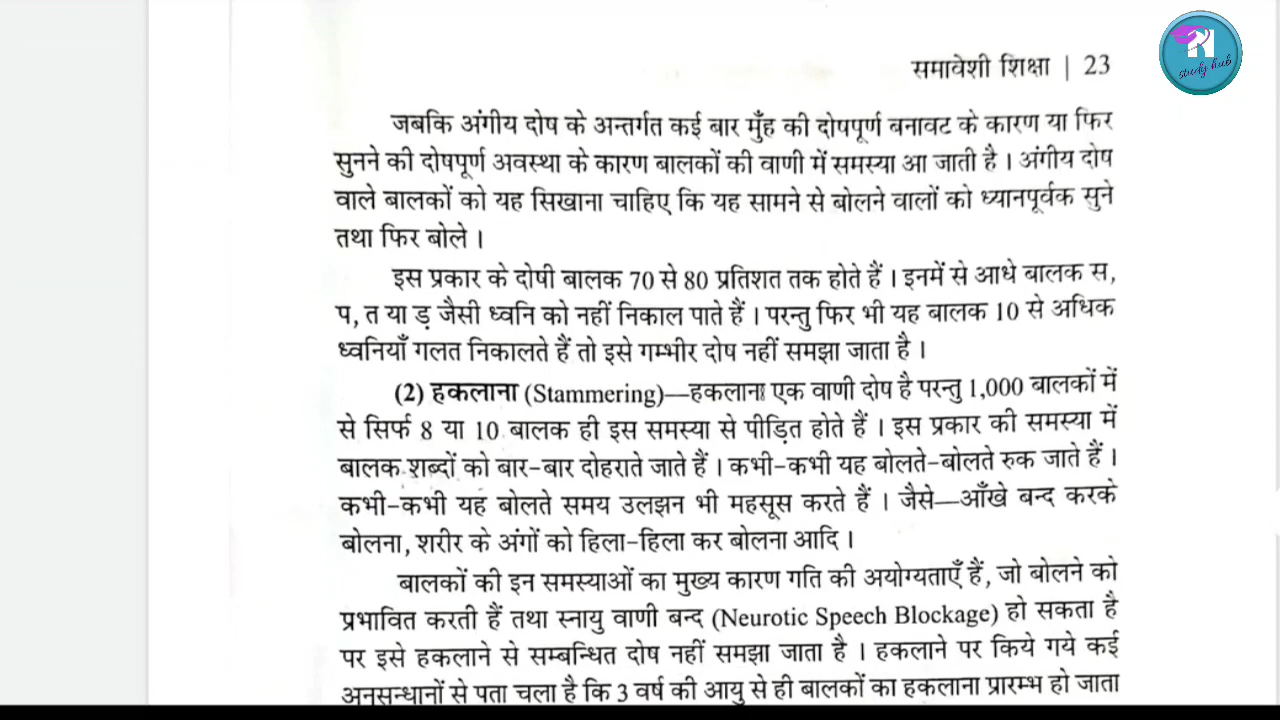 study hub
समावेशी शिक्षा | 23
जबकि अंगीय दोष के अन्तर्गत कई बार मुँह की दोषपूर्ण बनावट के कारण या फिर
सुनने की दोषपूर्ण अवस्था के कारण बालकों की वाणी में समस्या आ जाती है । अंगीय दोष
वाले बालकों को यह सिखाना चाहिए कि यह सामने से बोलने वालों को ध्यानपूर्वक सुने
तथा फिर बोले ।
इस प्रकार के दोषी बालक 70 से 80 प्रतिशत तक होते हैं । इनमें से आधे बालक स,
प, त या ड़ जैसी ध्वनि को नहीं निकाल पाते हैं । परन्तु फिर भी यह बालक 10 से अधिक
ध्वनियाँ गलत निकालते हैं तो इसे गम्भीर दोष नहीं समझा जाता है ।
(2) हकलाना (Stammering)—हकलाना एक वाणी दोष है परन्तु 1,000 बालकों में
से सिर्फ 8 या 10 बालक ही इस समस्या से पीड़ित होते हैं । इस प्रकार की समस्या में
बालक शब्दों को बार-बार दोहराते जाते हैं । कभी-कभी यह बोलते-बोलते रुक जाते हैं ।
कभी-कभी यह बोलते समय उलझन भी महसूस करते हैं । जैसे—आँखे बन्द करके
बोलना, शरीर के अंगों को हिला-हिला कर बोलना आदि ।
बालकों की इन समस्याओं का मुख्य कारण गति की अयोग्यताएँ हैं, जो बोलने को
प्रभावित करती हैं तथा स्नायु वाणी बन्द (Neurotic Speech Blockage) हो सकता है
पर इसे हकलाने से सम्बन्धित दोष नहीं समझा जाता है । हकलाने पर किये गये कई
अनुसन्धानों से पता चला है कि 3 वर्ष की आयु से ही बालकों का हकलाना प्रारम्भ हो जाता